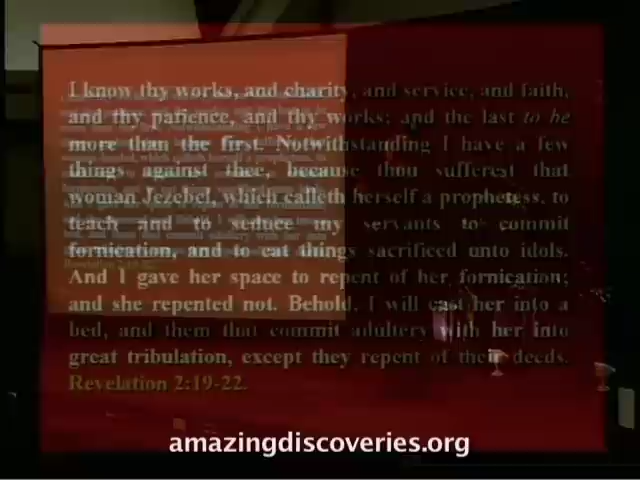 I know thy works, and charity, and service, and faith,
and thy patience, and thy works; and the last to be
more than the first. Notwithstanding I have a few
things against thee, because thou sufferest that
woman Jezebel, which calleth herself a prophetess, to
teach and to seduce my servants to commit
fornication, and to eat things sacrificed unto idols.
And I gave her space to repent of her fornication;
and she repented not. Behold, I will cast her into a
bed, and them that commit adultery with her into
great tribulation, except they repent of their deeds.
Revelation 2:19-22.
amazingdiscoveries.org